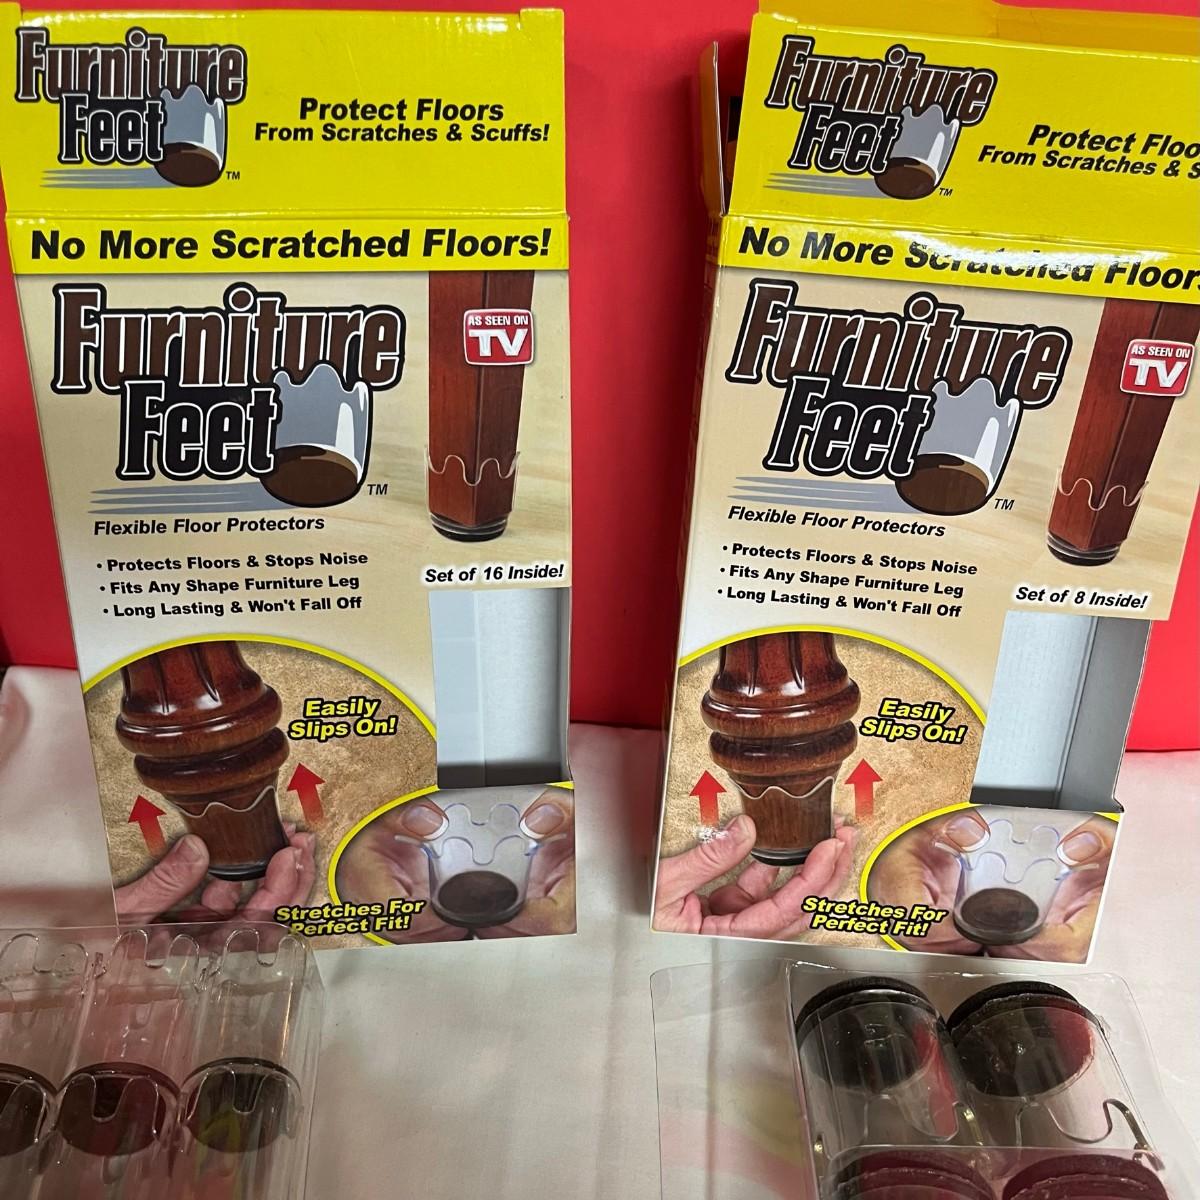 Furniture
Feet
TM
Protect Floors
From Scratches & Scuffs!
No More Scratched Floors!
Furniture
Feet
TM
AS SEEN ON
TV
Flexible Floor Protectors
• Protects Floors & Stops Noise
• Fits Any Shape Furniture Leg
• Long Lasting & Won't Fall Off
Set of 16 Inside!
Easily
Slips On!
Stretches For
Perfect Fit!
Furniture
Feet
TM
Protect Floo
From Scratches & S
No More Scratched Floors
Furniture
Feet
TM
AS SEEN ON
TV
Flexible Floor Protectors
• Protects Floors & Stops Noise
• Fits Any Shape Furniture Leg
• Long Lasting & Won't Fall Off
Set of 8 Inside!
Easily
Slips On!
Stretches For
Perfect Fit!